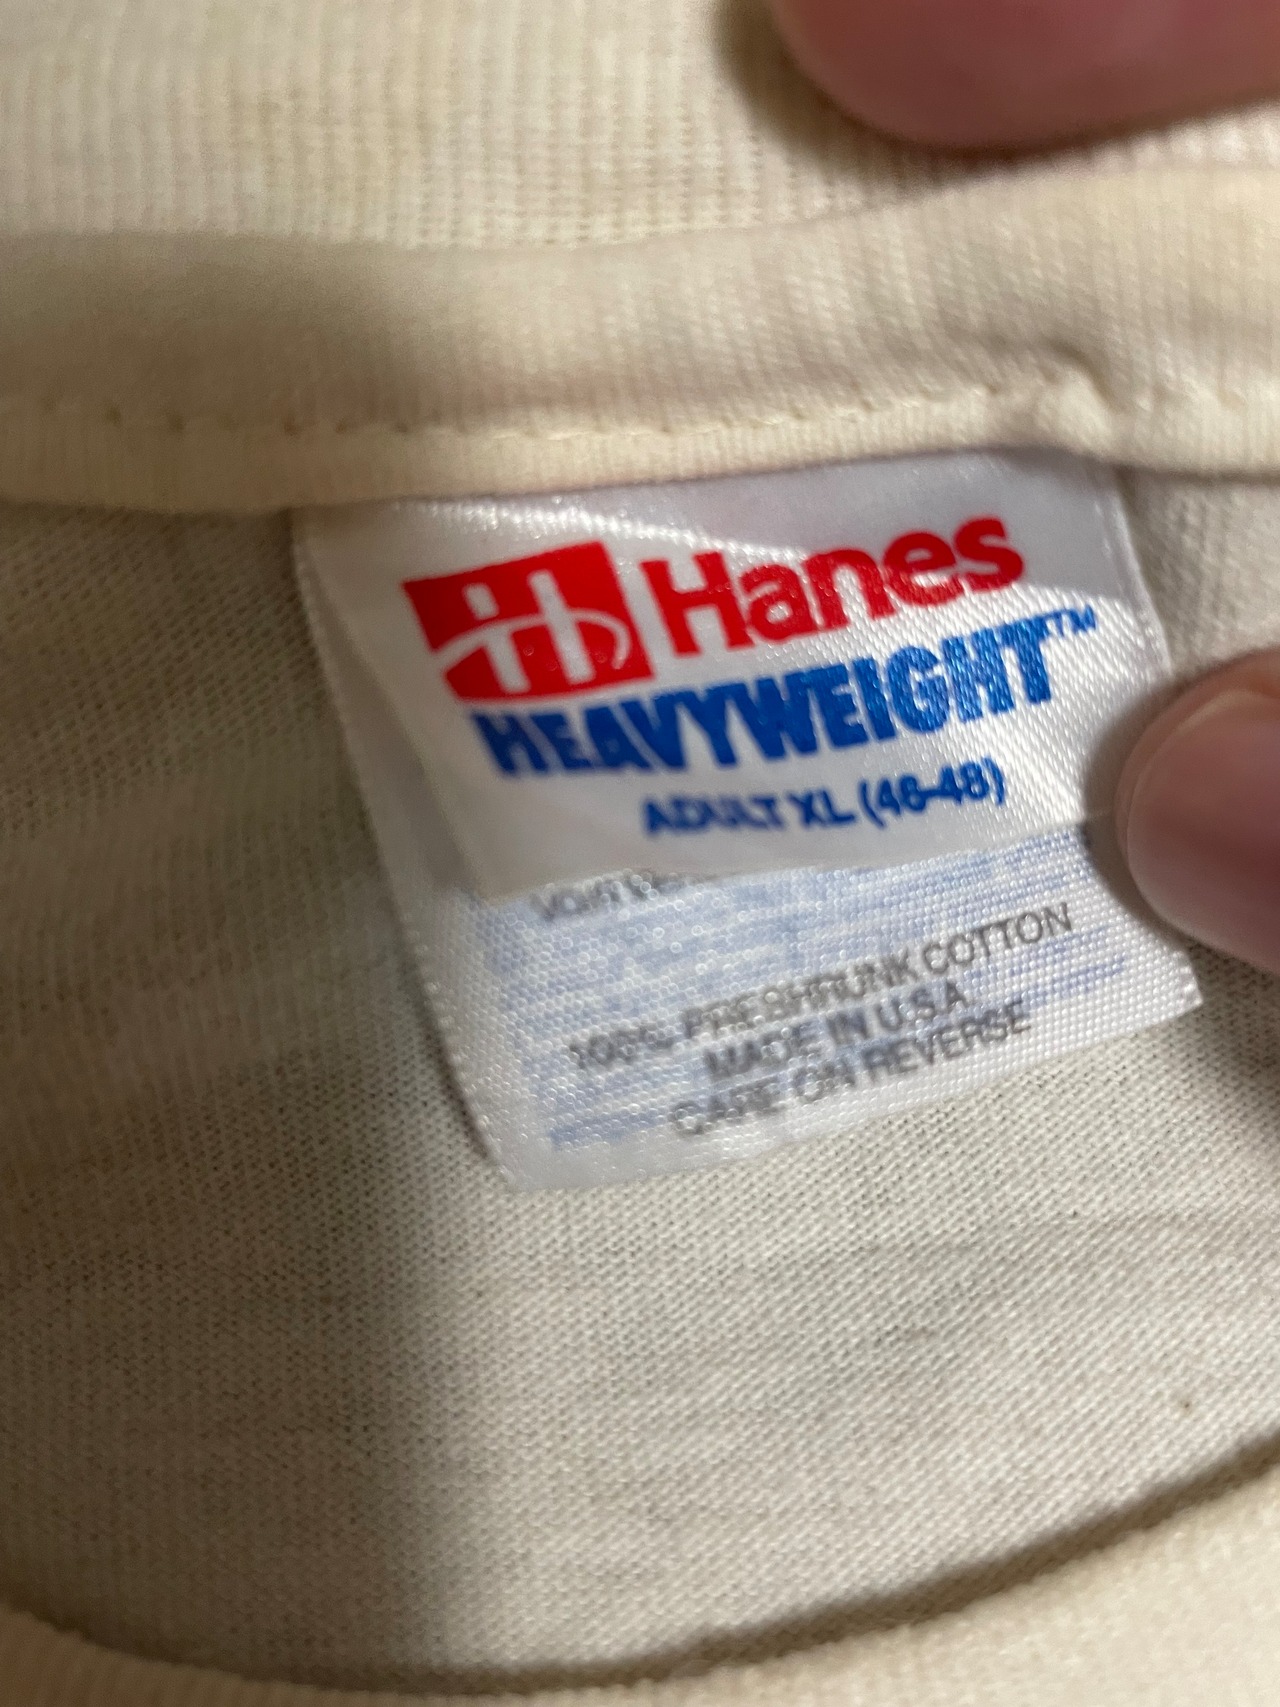 Hanes
HEAVYWEIGHT™
ADULT XL (46-48)
100% PRESHRUNK COTTON
MADE IN U.S.A.
CARE ON REVERSE